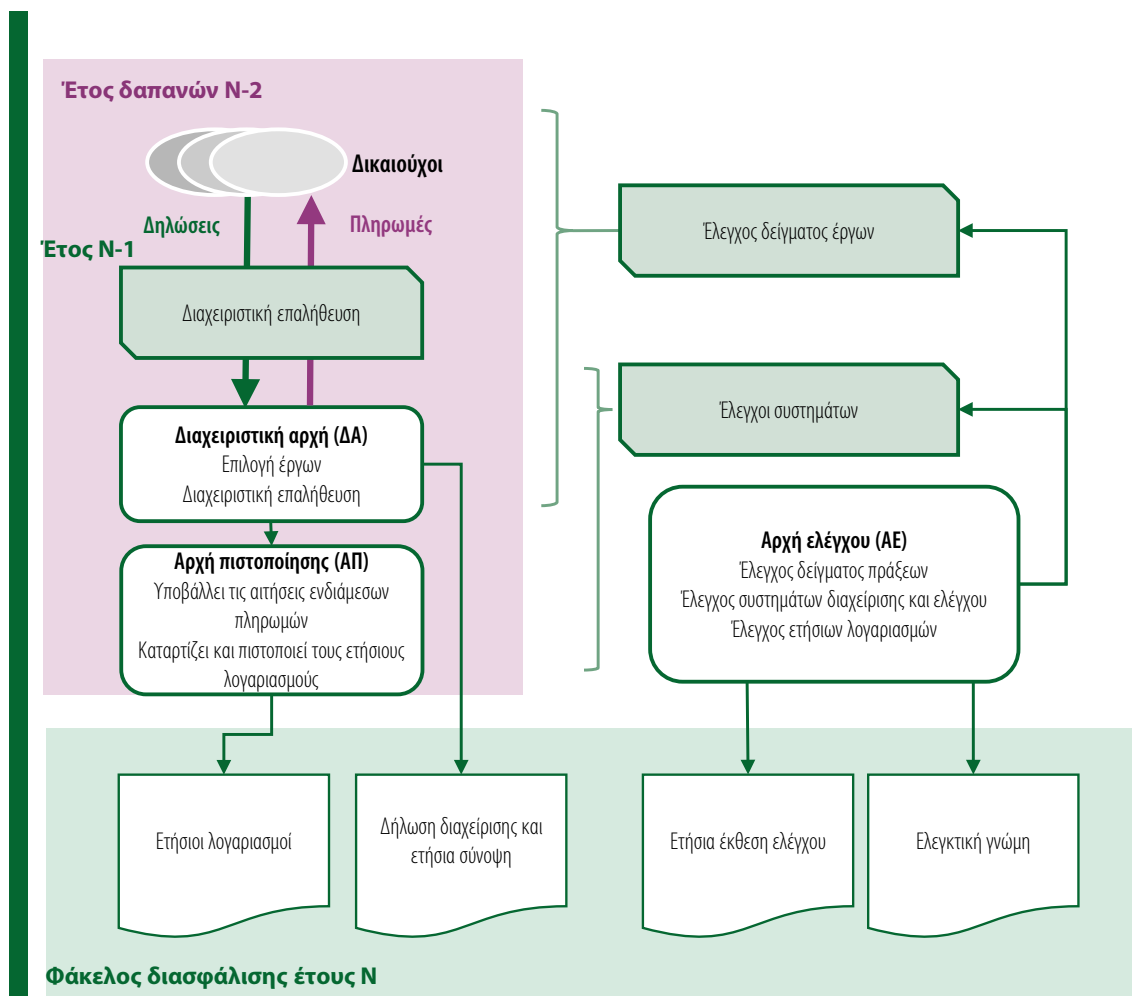 Έτος δαπανών N-2
Δικαιούχοι
Δηλώσεις
Πληρωμές
Έτος N-1
Διαχειριστική επαλήθευση
Διαχειριστική αρχή (ΔΑ)
Επιλογή έργων
Διαχειριστική επαλήθευση
Αρχή πιστοποίησης (ΑΠ)
Υποβάλλει τις αιτήσεις ενδιάμεσων
πληρωμών
Καταρτίζει και πιστοποιεί τους ετήσιους
λογαριασμούς
Έλεγχος δείγματος έργων
Έλεγχοι συστημάτων
Αρχή ελέγχου (ΑΕ)
Έλεγχος δείγματος πράξεων
Έλεγχος συστημάτων διαχείρισης και ελέγχου
Έλεγχος ετήσιων λογαριασμών
Ετήσιοι λογαριασμοί
Δήλωση διαχείρισης και
ετήσια σύνοψη
Ετήσια έκθεση ελέγχου
Ελεγκτική γνώμη
Φάκελος διασφάλισης έτους N